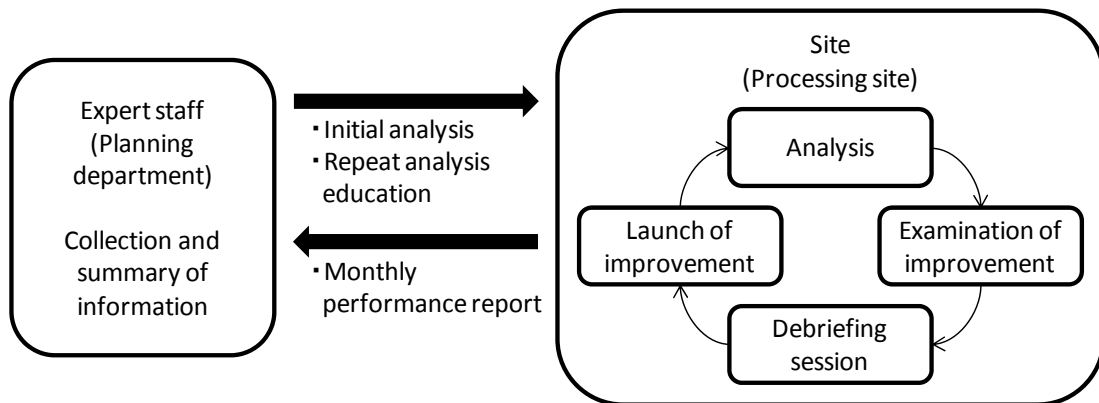 Expert staff
(Planning
department)
Collection and
summary of
information
・Initial analysis
・Repeat analysis
education
・Monthly
performance report
Site
(Processing site)
Analysis
Examination of
improvement
Debriefing
session
Launch of
improvement